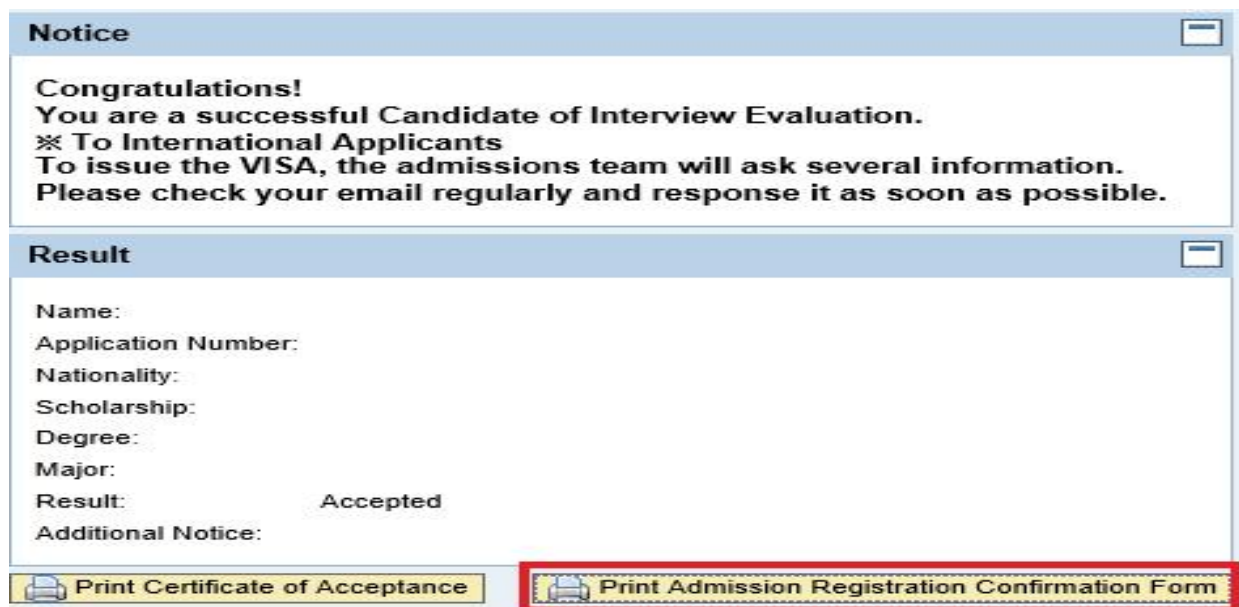 Notice
Congratulations!
You are a successful Candidate of Interview Evaluation.
※ To International Applicants
To issue the VISA, the admissions team will ask several information.
Please check your email regularly and response it as soon as possible.
Result
Name:
Application Number:
Nationality:
Scholarship:
Degree:
Major:
Result: Accepted
Additional Notice:
Print Certificate of Acceptance Print Admission Registration Confirmation Form